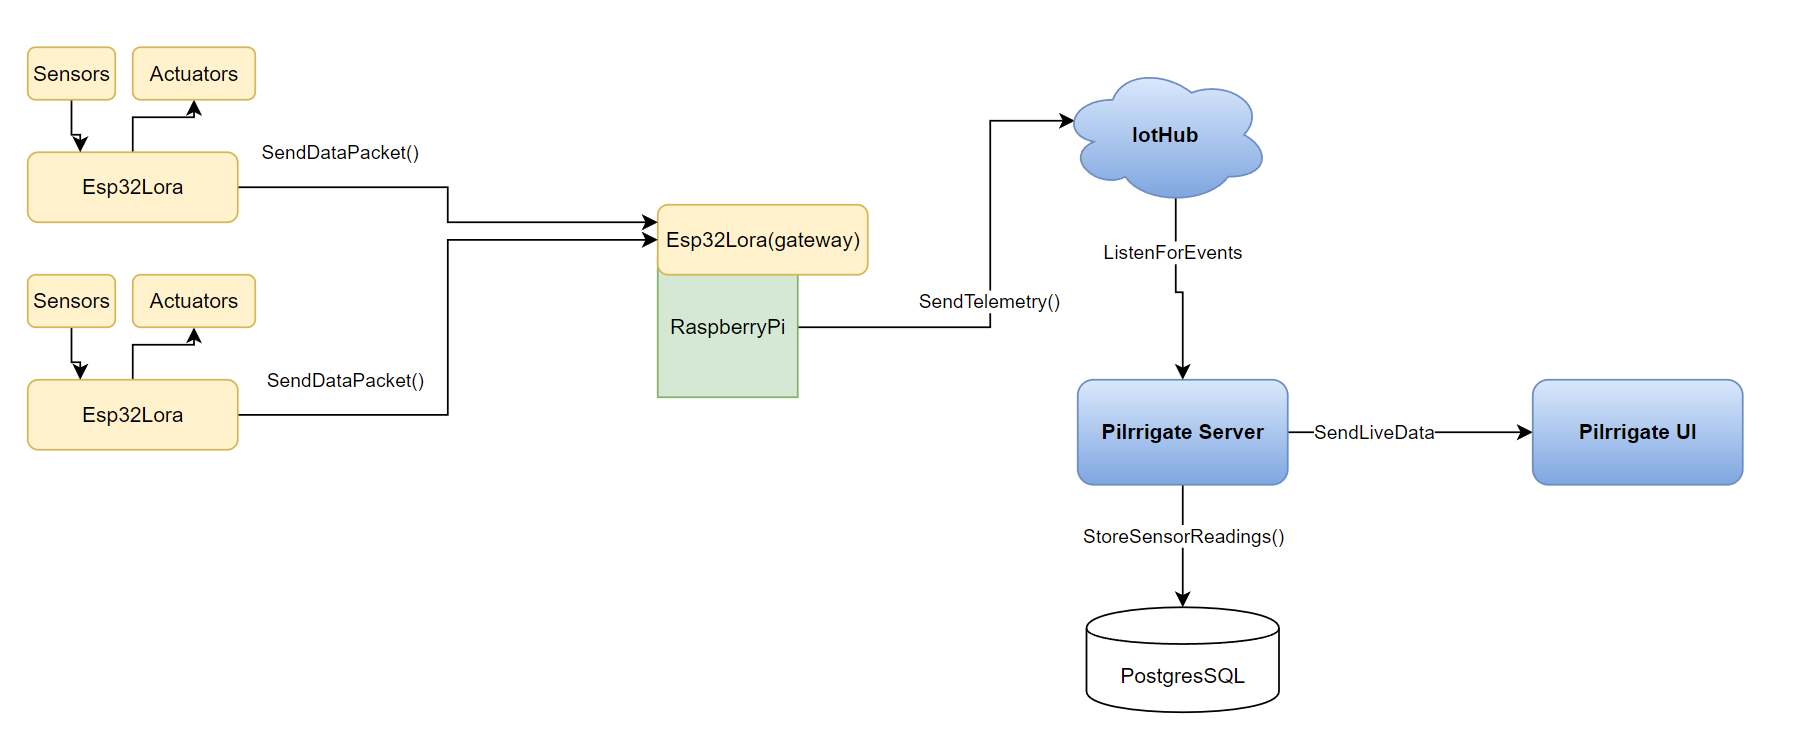 Sensors
Actuators
Esp32Lora
SendDataPacket()
Sensors
Actuators
Esp32Lora
SendDataPacket()
Esp32Lora(gateway)
RaspberryPi
SendTelemetry()
IotHub
ListenForEvents
PiIrrigate Server
SendLiveData
PiIrrigate UI
StoreSensorReadings()
PostgresSQL